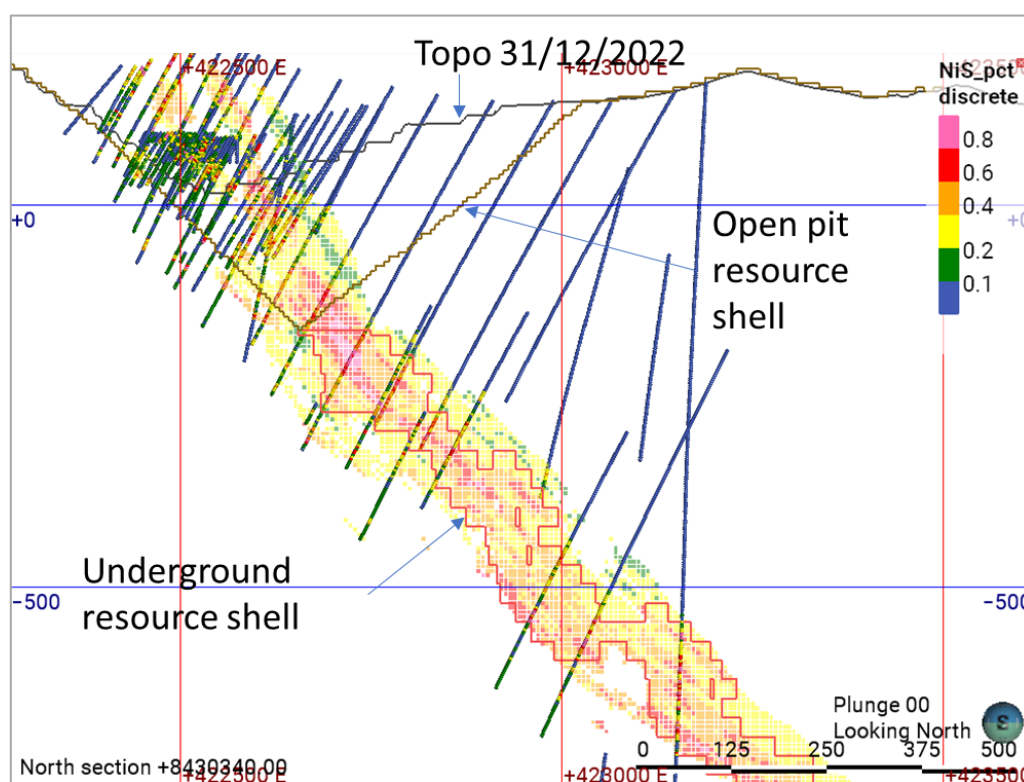 Topo 31/12/2022
+422500 E
+423000 E
NiS_pct
discrete
0.8
0.6
0.4
0.2
0.1
+0
Open pit
resource
shell
Underground
resource shell
-500
-500
Plunge 00
Looking North
0
125
250
375
500
North section +8430340.00
+422500 E
+423000 E